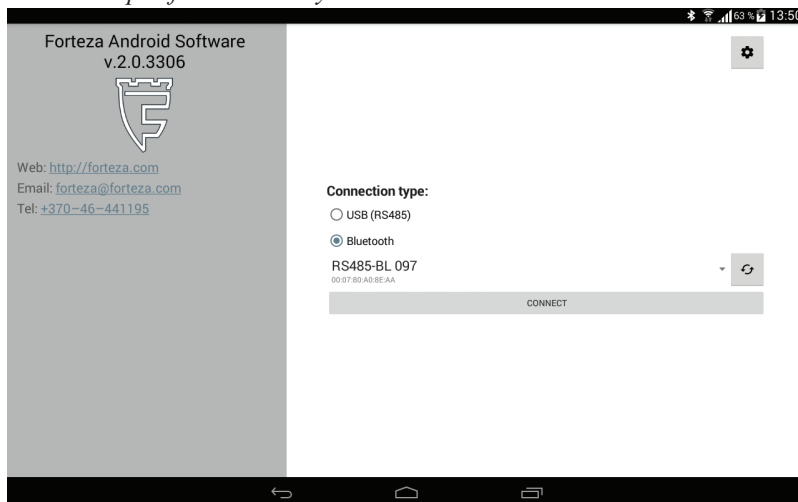 63 % 13:50
Forteza Android Software
v.2.0.3306
Web: http://forteza.com
Email: forteza@forteza.com
Tel: +370-46-441195
Connection type:
USB (RS485)
Bluetooth
RS485-BL 097
00:07:80:A0:8E:AA
CONNECT